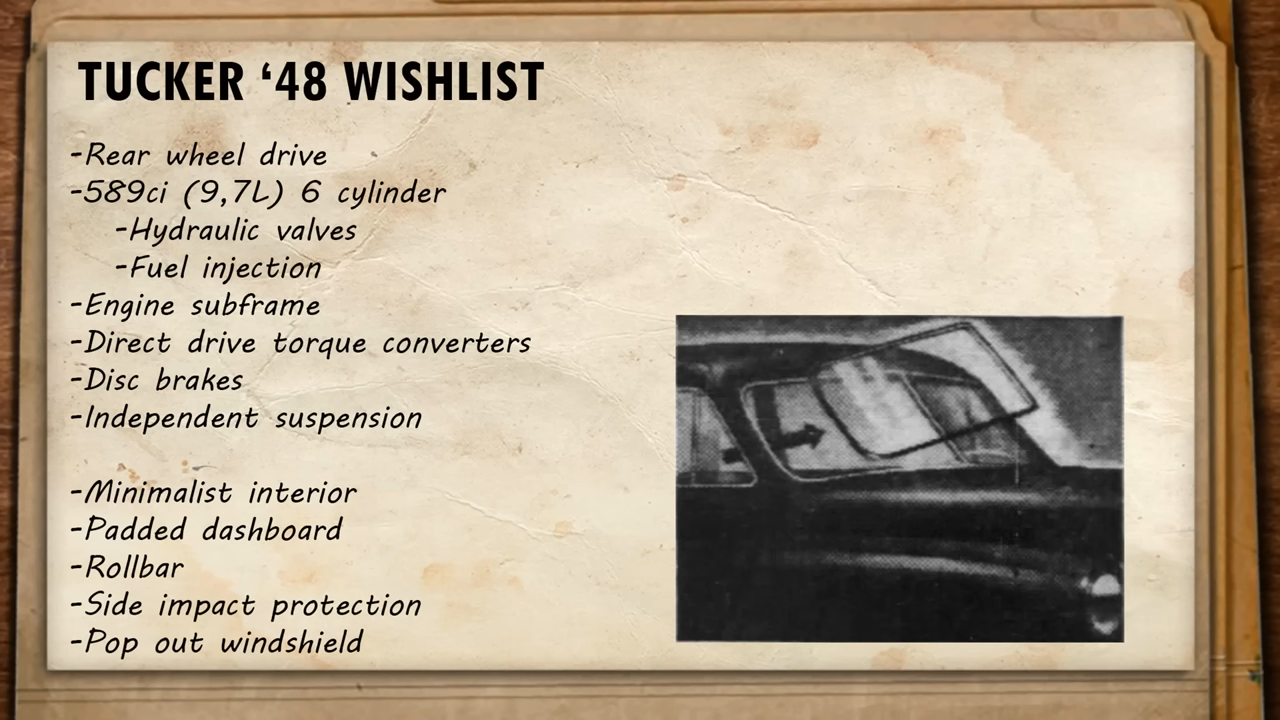 TUCKER ‘48 WISHLIST
-Rear wheel drive
-589ci (9,7L) 6 cylinder
-Hydraulic valves
-Fuel injection
-Engine subframe
-Direct drive torque converters
-Disc brakes
-Independent suspension
-Minimalist interior
-Padded dashboard
-Rollbar
-Side impact protection
-Pop out windshield